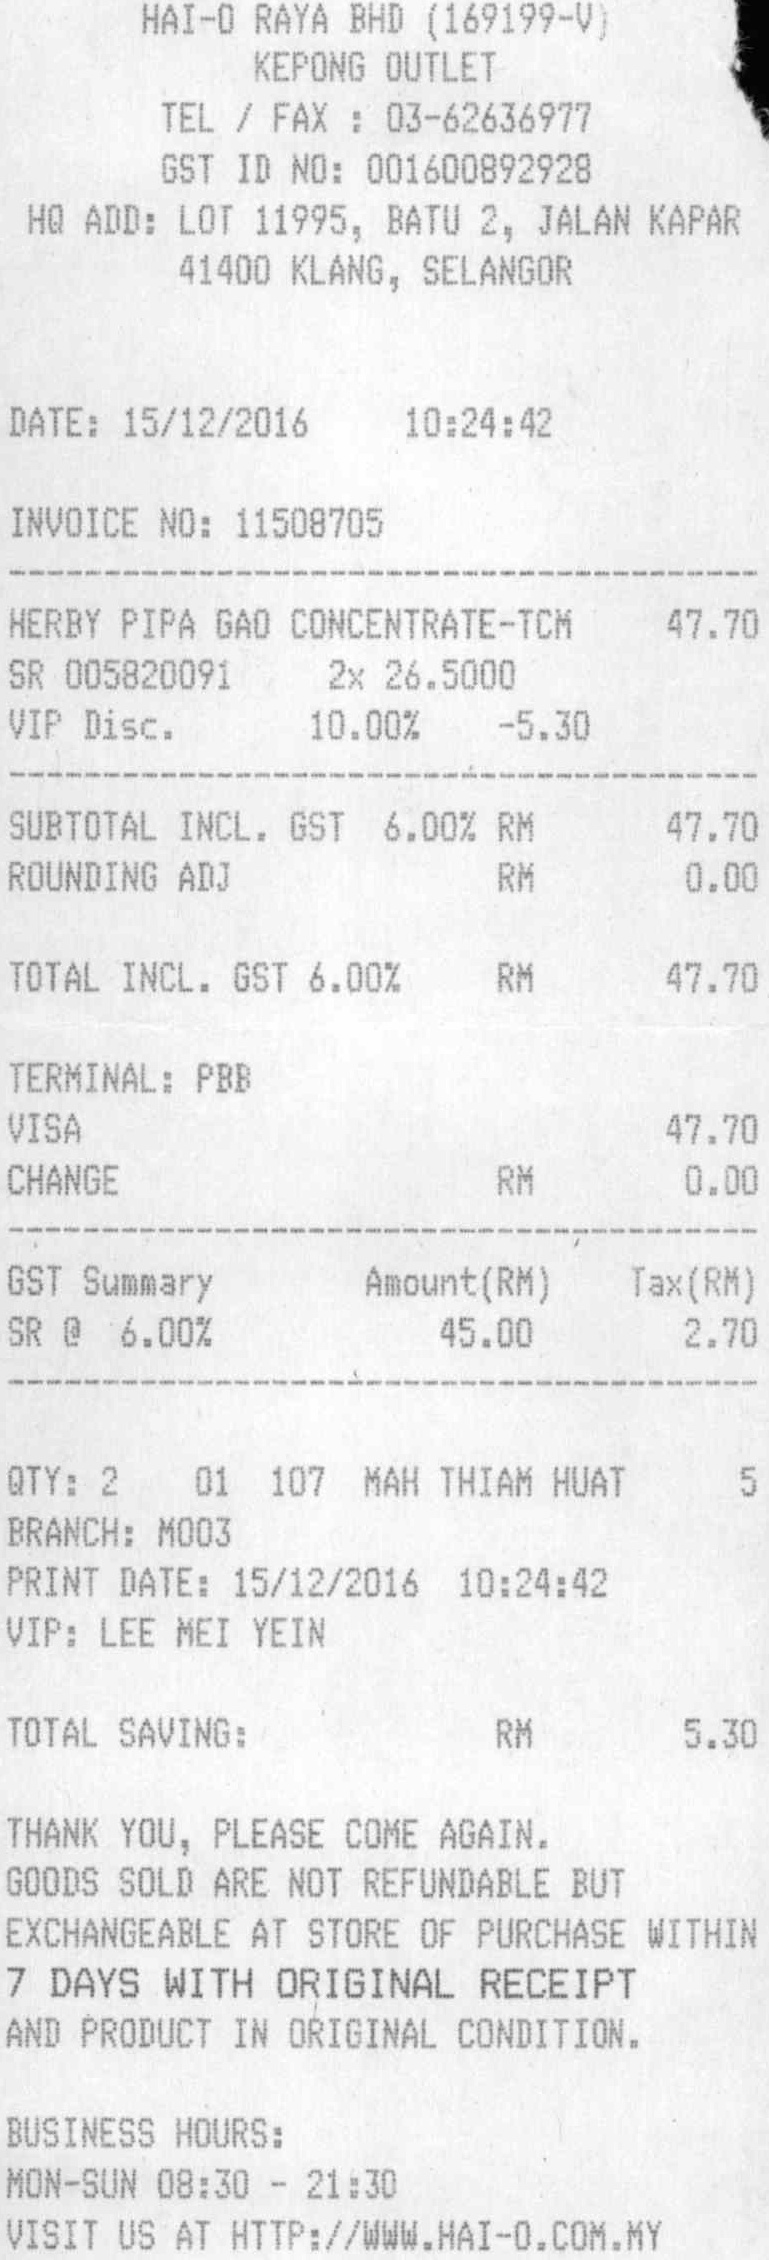 HAI-O RAYA BHD (169199-V)
KEPONG OUTLET
TEL / FAX : 03-62636977
GST ID NO: 001600892928
HQ ADD: LOT 11995, BATU 2, JALAN KAPAR
41400 KLANG, SELANGOR
DATE: 15/12/2016 10:24:42
INVOICE NO: 11508705
HERBY PIPA GAO CONCENTRATE-TCM 47.70
SR 005820091 2x 26.5000
VIP Disc. 10.00% -5.30
SUBTOTAL INCL. GST 6.00% RM 47.70
ROUNDING ADJ RM 0.00
TOTAL INCL. GST 6.00% RM 47.70
TERMINAL: PBB
VISA 47.70
CHANGE RM 0.00
GST Summary Amount(RM) Tax(RM)
SR @ 6.00% 45.00 2.70
QTY: 2 01 107 MAH THIAM HUAT 5
BRANCH: M003
PRINT DATE: 15/12/2016 10:24:42
VIP: LEE MEI YEIN
TOTAL SAVING: RM 5.30
THANK YOU, PLEASE COME AGAIN.
GOODS SOLD ARE NOT REFUNDABLE BUT
EXCHANGEABLE AT STORE OF PURCHASE WITHIN
7 DAYS WITH ORIGINAL RECEIPT
AND PRODUCT IN ORIGINAL CONDITION.
BUSINESS HOURS:
MON-SUN 08:30 - 21:30
VISIT US AT HTTP://WWW.HAI-O.COM.MY